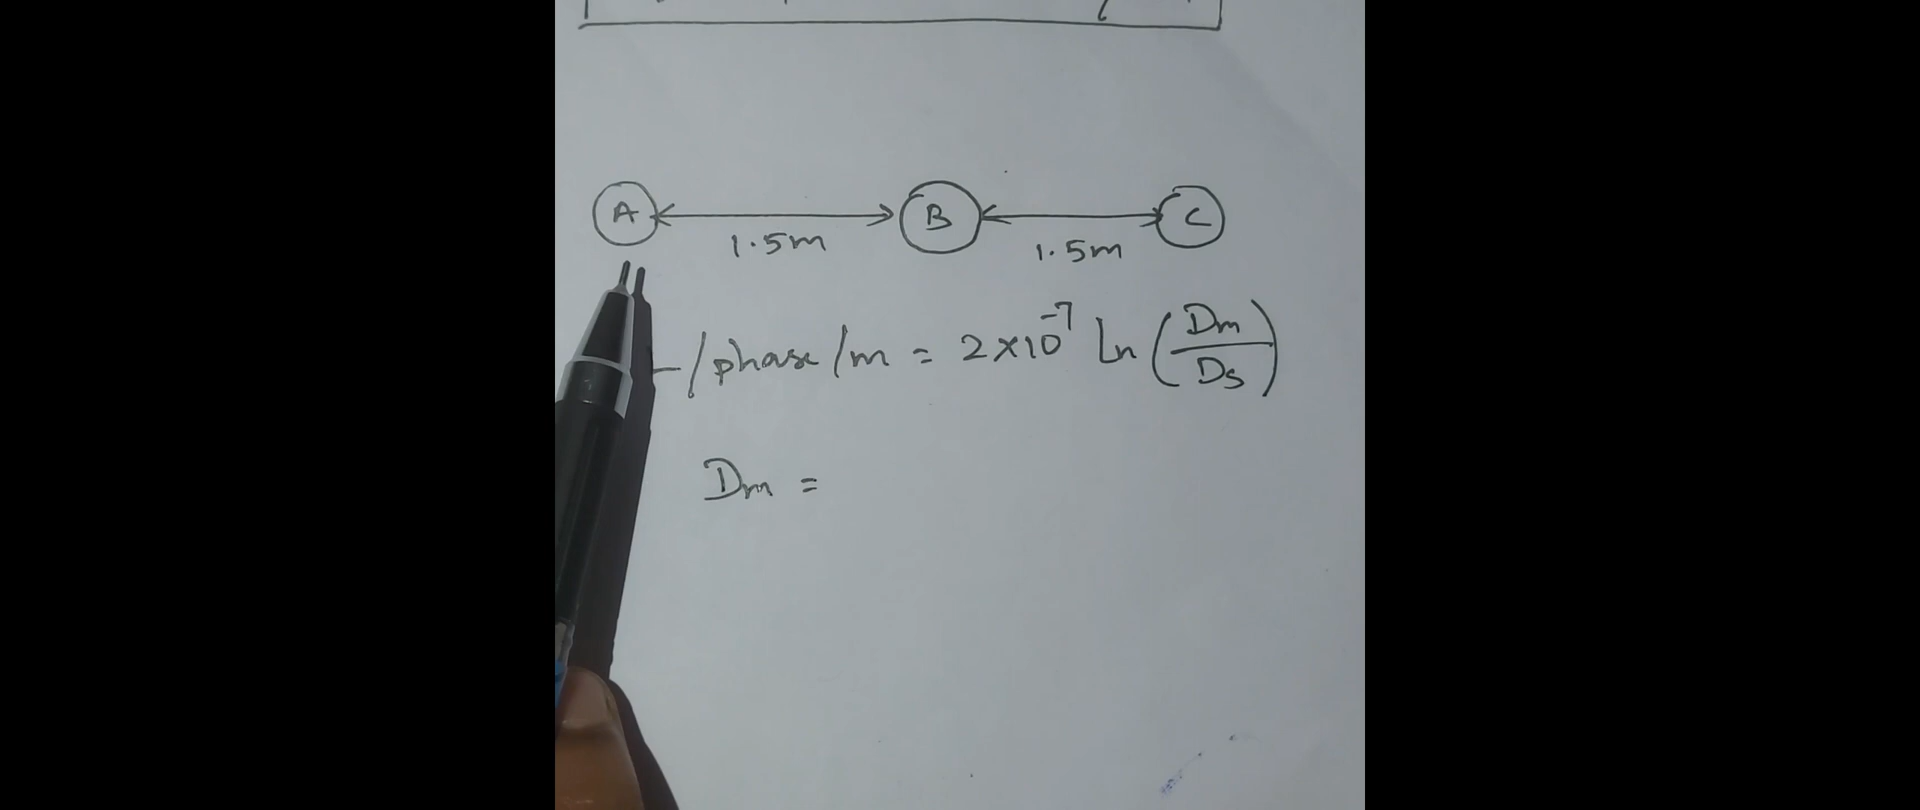 A B C
1.5m 1.5m
L/phase/m = 2×10⁻⁷ ln (Dm/Ds)
Dm =